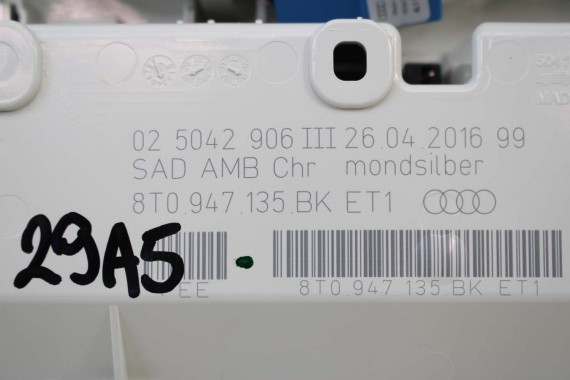 02 5042 906 III 26.04.2016 99
SAD AMB Chr mondsilber
8T0.947.135.BK ET1
29A5
EE
8T0 947 135 BK ET1